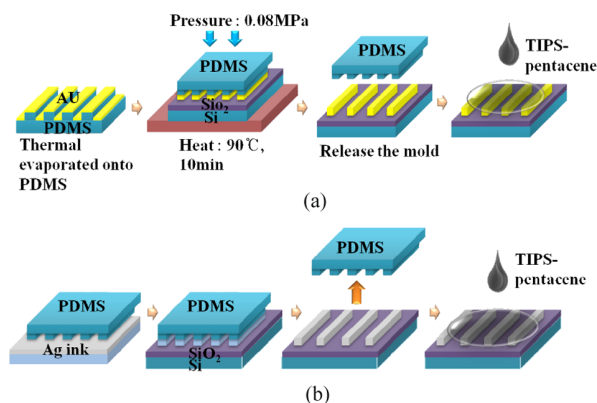 Pressure : 0.08MPa
PDMS
AU
PDMS
Thermal
evaporated onto
PDMS
Sio2
Si
Heat : 90℃,
10min
PDMS
Release the mold
TIPS-
pentacene
(a)
PDMS
Ag ink
PDMS
SiO2
Si
PDMS
TIPS-
pentacene
(b)